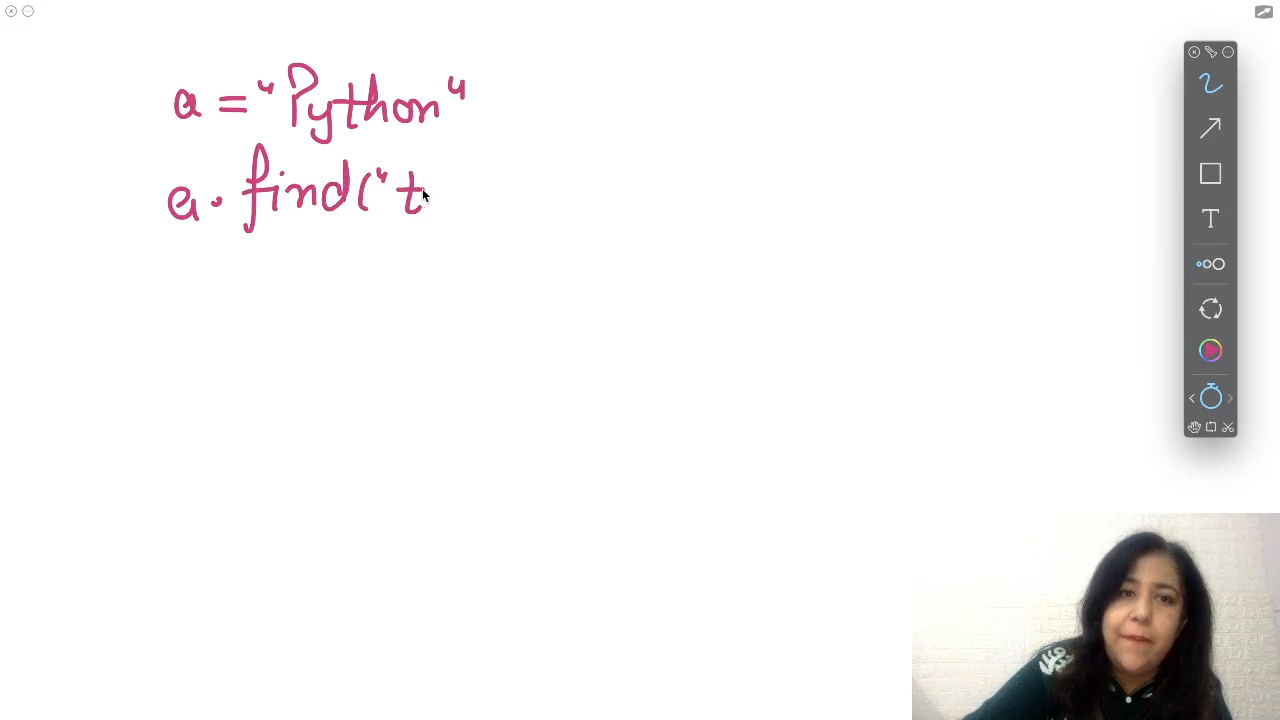 a = "Python"
a.find("t
T